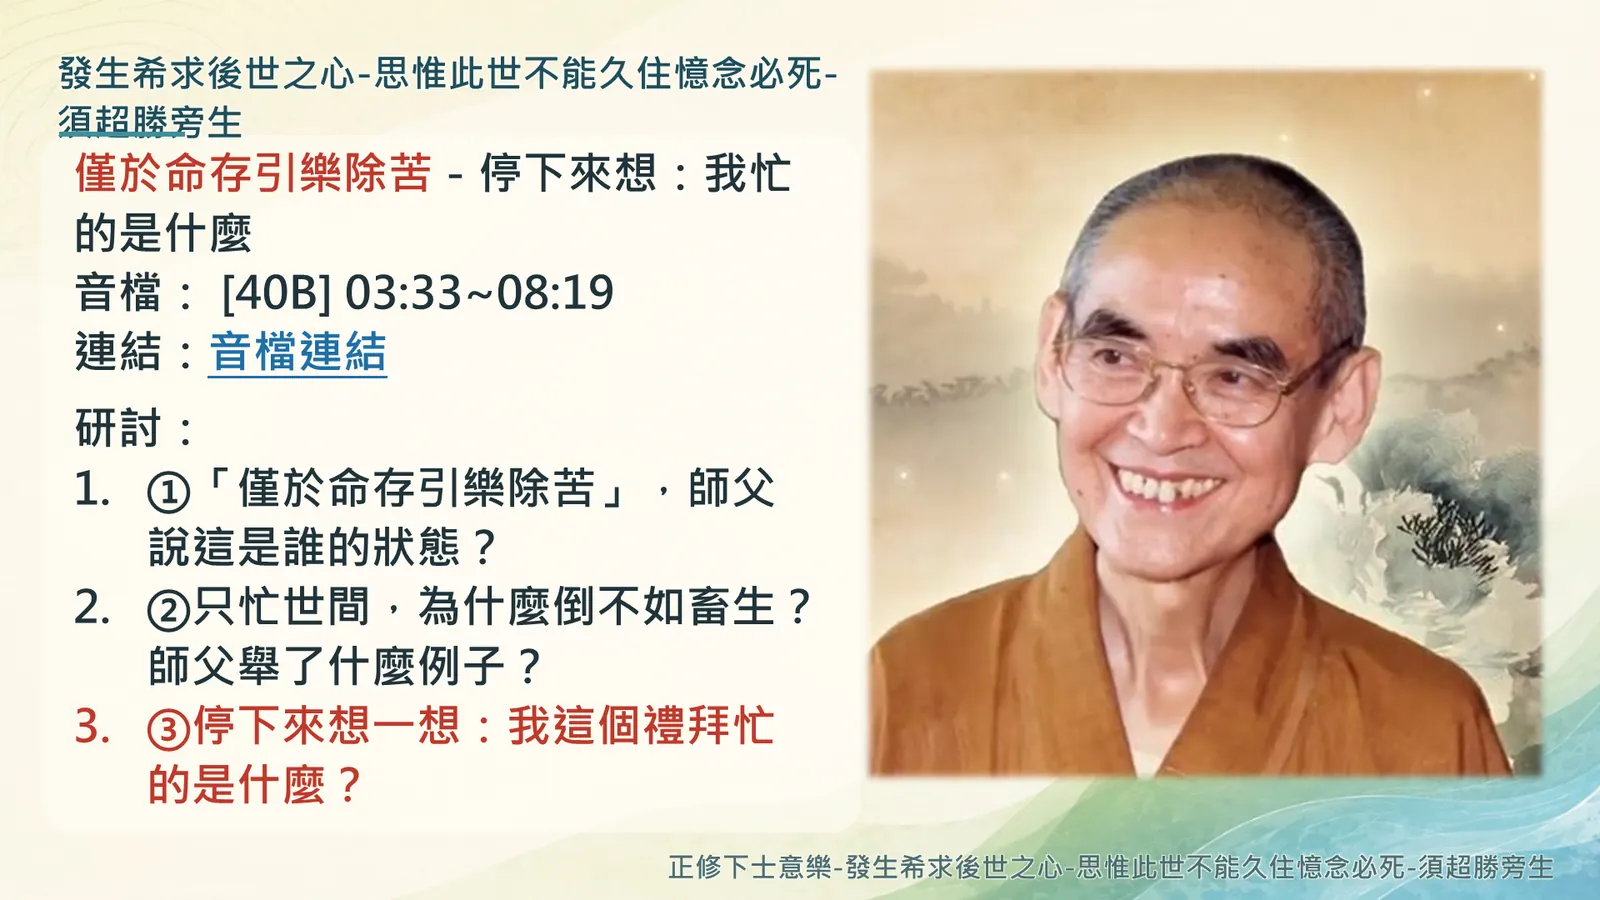 發生希求後世之心-思惟此世不能久住憶念必死-
須超勝旁生
僅於命存引樂除苦 - 停下來想：我忙
的是什麼
音檔： [40B] 03:33~08:19
連結：音檔連結
研討：
1. ①「僅於命存引樂除苦」，師父
說這是誰的狀態？
2. ②只忙世間，為什麼倒不如畜生？
師父舉了什麼例子？
3. ③停下來想一想：我這個禮拜忙
的是什麼？
正修下士意樂-發生希求後世之心-思惟此世不能久住憶念必死-須超勝旁生